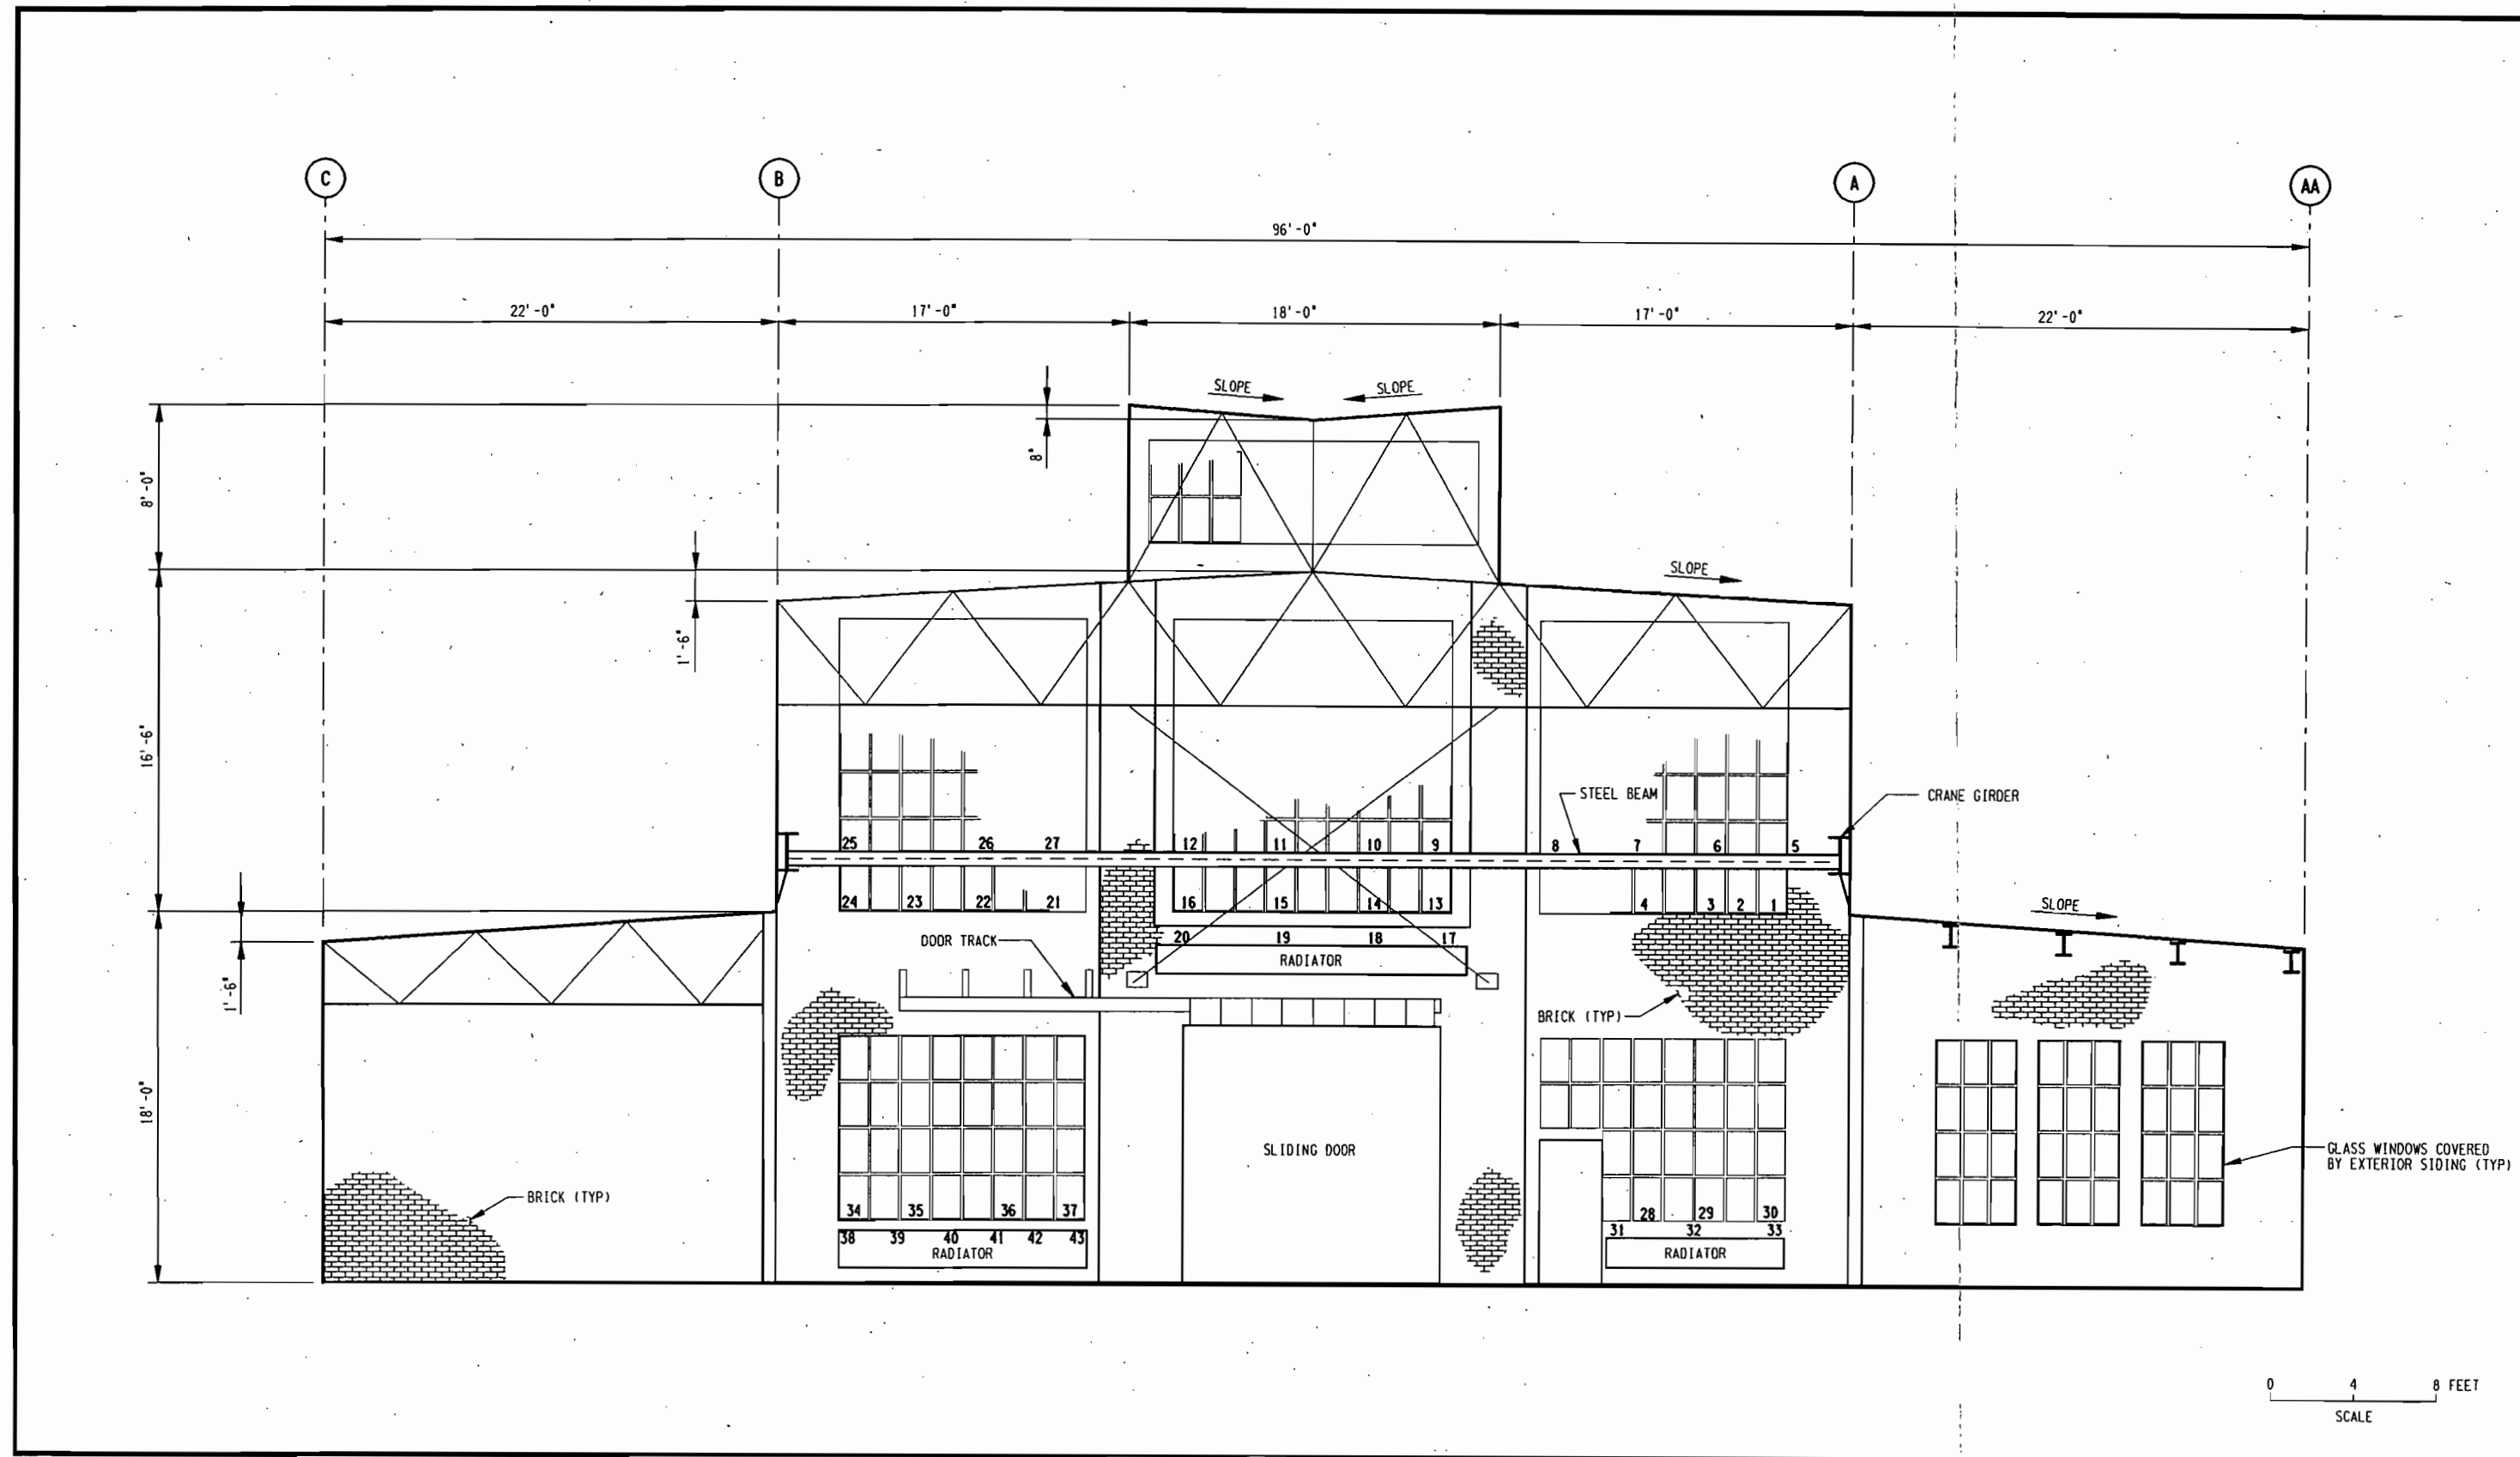 C B A AA
96'-0"
22'-0" 17'-0" 18'-0" 17'-0" 22'-0"
SLOPE SLOPE
8"
8'-0"
SLOPE
1'-6"
16'-6"
STEEL BEAM
CRANE GIRDER
25 26 27 12 11 10 9 8 7 6 5
24 23 22 21 16 15 14 13 4 3 2 1
SLOPE
DOOR TRACK
20 19 18 17
RADIATOR
1'-6"
BRICK (TYP)
18'-0"
SLIDING DOOR
GLASS WINDOWS COVERED
BY EXTERIOR SIDING (TYP)
BRICK (TYP)
34 35 36 37 28 29 30
38 39 40 41 42 43 31 32 33
RADIATOR RADIATOR
0 4 8 FEET
SCALE